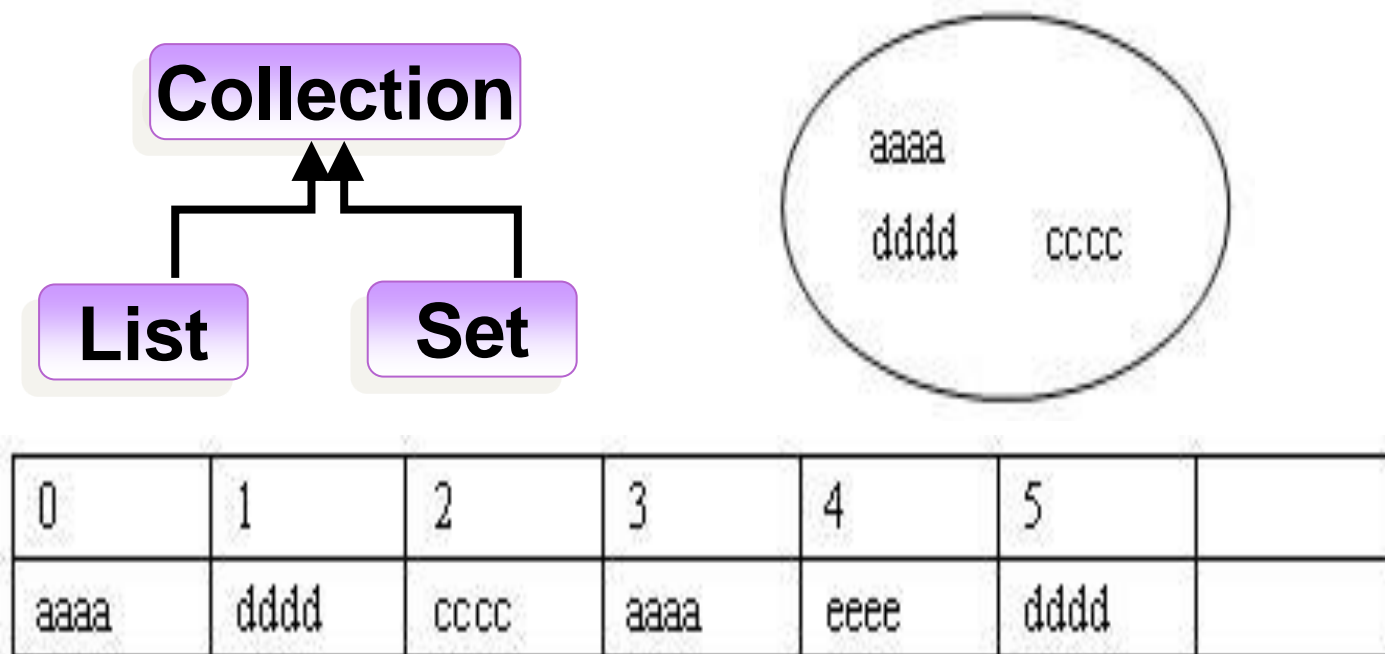 Collection
List Set
aaaa
dddd cccc
0 1 2 3 4 5
aaaa dddd cccc aaaa eeee dddd